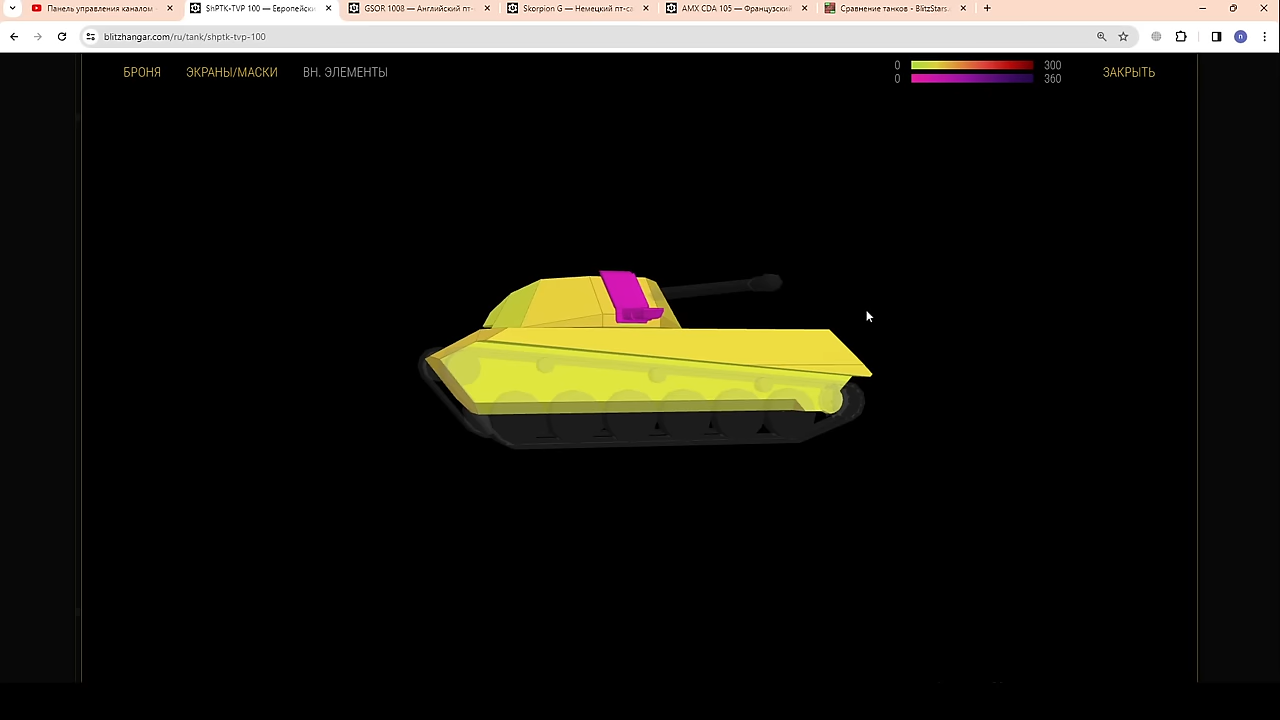 Панель управления каналом
ShPTK-TVP 100 — Европейски
GSOR 1008 — Английский пт-
Skorpion G — Немецкий пт-са
AMX CDA 105 — Французский
Сравнение танков - BlitzStars
blitzhangar.com/ru/tank/shptk-tvp-100
n
БРОНЯ ЭКРАНЫ/МАСКИ ВН. ЭЛЕМЕНТЫ
0 300
0 360
ЗАКРЫТЬ